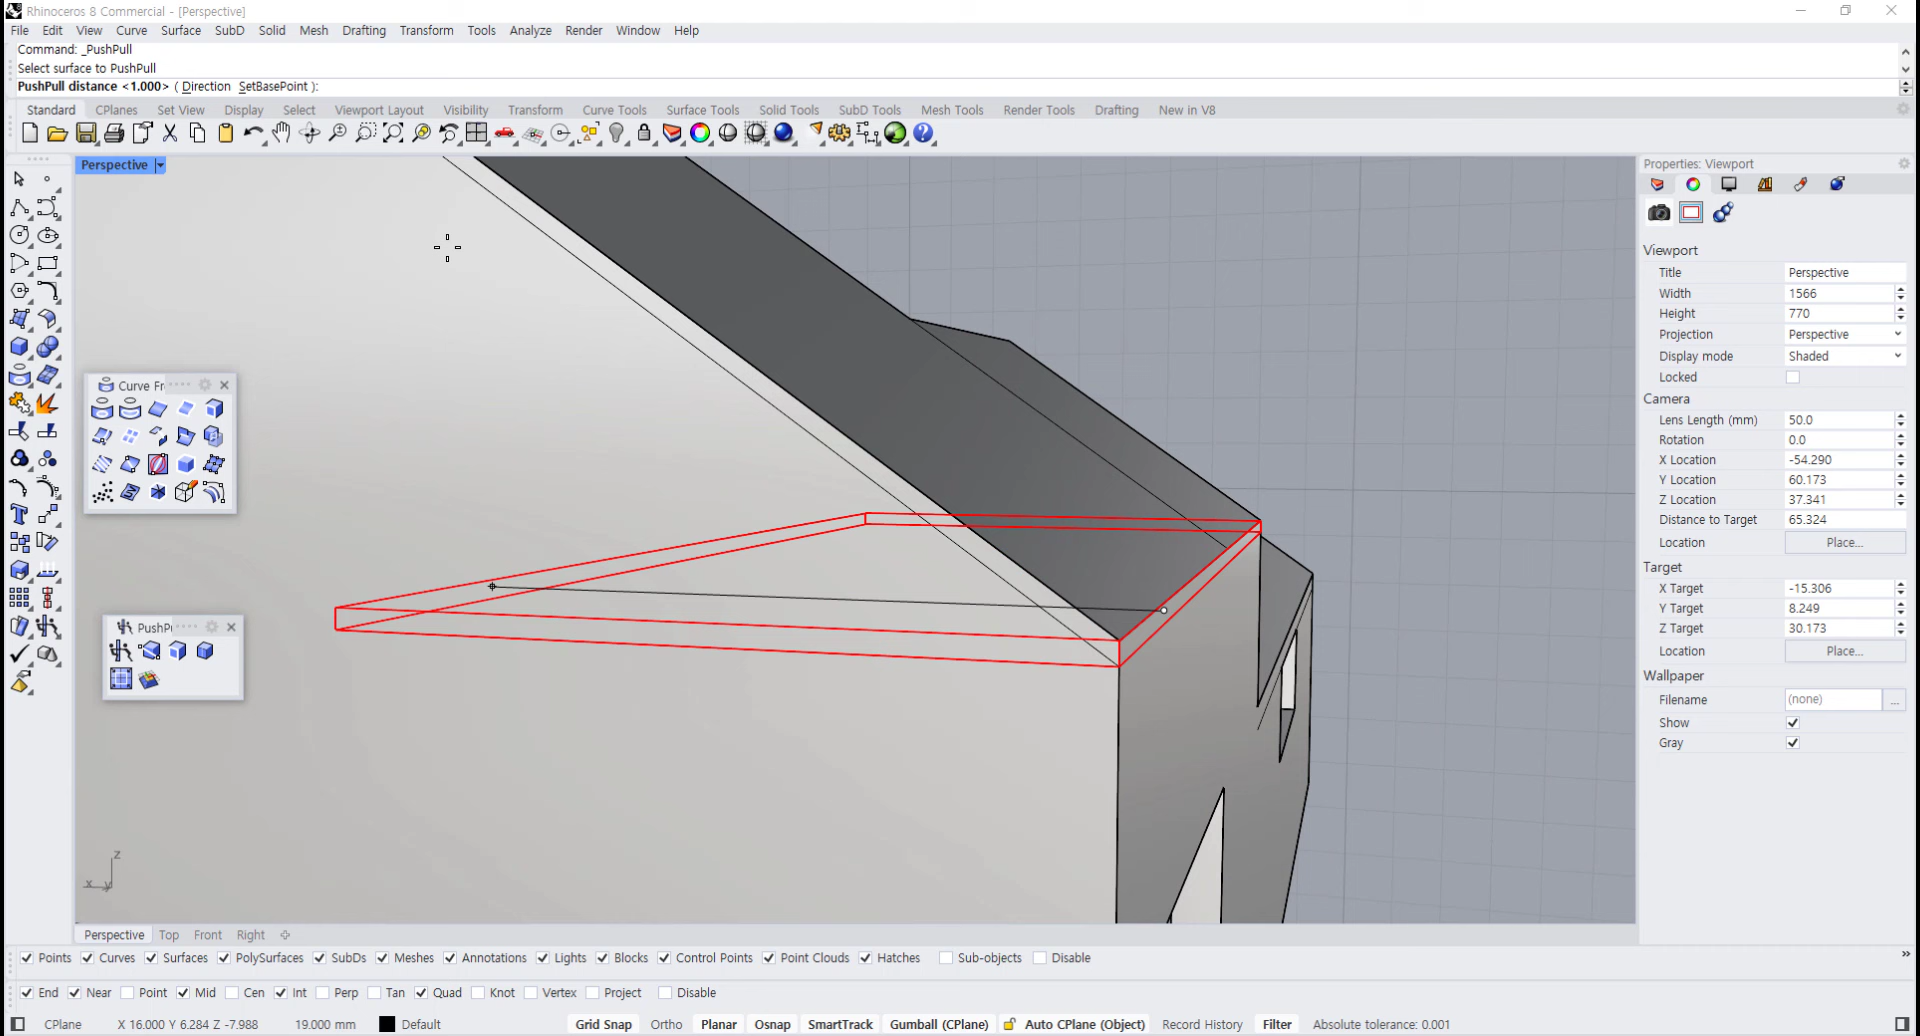 Rhinoceros 8 Commercial - [Perspective]
File Edit View Curve Surface SubD Solid Mesh Drafting Transform Tools Analyze Render Window Help
Command: _PushPull
Select surface to PushPull
PushPull distance <1.000> ( Direction SetBasePoint ):
Standard CPlanes Set View Display Select Viewport Layout Visibility Transform Curve Tools Surface Tools Solid Tools SubD Tools Mesh Tools Render Tools Drafting New in V8
Perspective
Properties: Viewport
Viewport
Title Perspective
Width 1566
Height 770
Projection Perspective
Display mode Shaded
Locked
Camera
Lens Length (mm) 50.0
Rotation 0.0
X Location -54.290
Y Location 60.173
Z Location 37.341
Distance to Target 65.324
Location Place...
Target
X Target -15.306
Y Target 8.249
Z Target 30.173
Location Place...
Wallpaper
Filename (none) ...
Show
Gray
Curve Fr
PushP
z
x y
Perspective Top Front Right
Points Curves Surfaces PolySurfaces SubDs Meshes Annotations Lights Blocks Control Points Point Clouds Hatches Sub-objects Disable
End Near Point Mid Cen Int Perp Tan Quad Knot Vertex Project Disable
CPlane X 16.000 Y 6.284 Z -7.988 19.000 mm Default Grid Snap Ortho Planar Osnap SmartTrack Gumball (CPlane) Auto CPlane (Object) Record History Filter Absolute tolerance: 0.001